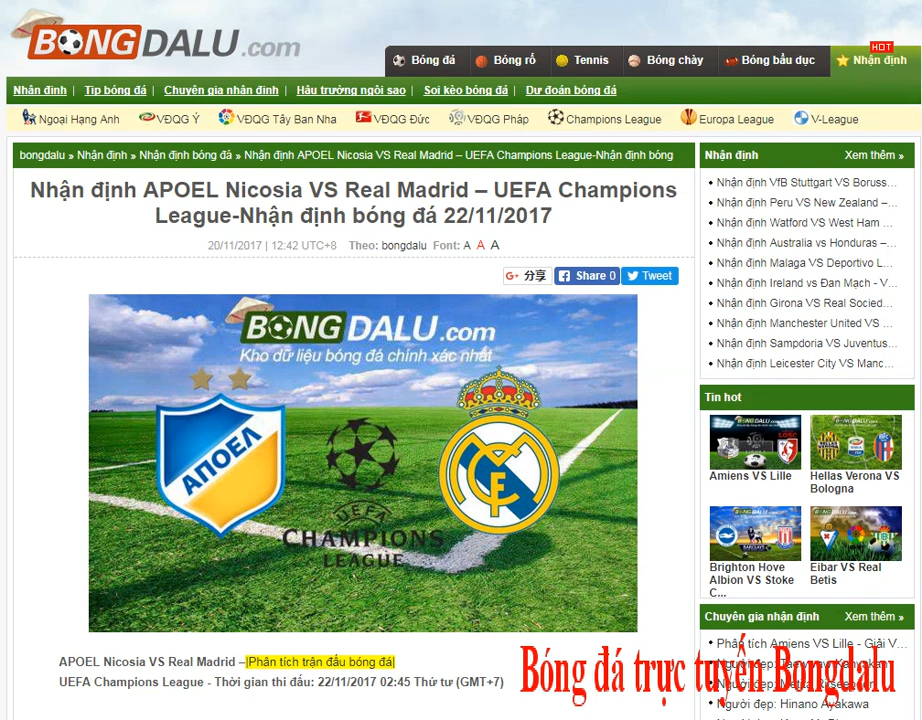 BONGDALU.com
Bóng đá
Bóng rổ
Tennis
Bóng chày
Bóng bầu dục
HOT
Nhận định
Nhận định | Tip bóng đá | Chuyên gia nhận định | Hâu trường ngôi sao | Soi kèo bóng đá | Dự đoán bóng đá
Ngoại Hạng Anh
VĐQG Ý
VĐQG Tây Ban Nha
VĐQG Đức
VĐQG Pháp
Champions League
Europa League
V-League
bongdalu » Nhận định » Nhận định bóng đá » Nhận định APOEL Nicosia VS Real Madrid – UEFA Champions League-Nhận định bóng
Nhận định APOEL Nicosia VS Real Madrid – UEFA Champions
League-Nhận định bóng đá 22/11/2017
20/11/2017 | 12:42 UTC+8 Theo: bongdalu Font: A A A
G+ 分享
Share 0
Tweet
BONGDALU.com
Kho dữ liệu bóng đá chính xác nhất
ΑΠΟΕΛ
UEFA
CHAMPIONS
LEAGUE
APOEL Nicosia VS Real Madrid –|Phân tích trận đấu bóng đá|
UEFA Champions League - Thời gian thi đấu: 22/11/2017 02:45 Thứ tư (GMT+7)
Nhận định Xem thêm »
Nhận định VfB Stuttgart VS Boruss...
Nhận định Peru VS New Zealand –...
Nhận định Watford VS West Ham ...
Nhận định Australia vs Honduras –...
Nhận định Malaga VS Deportivo L...
Nhận định Ireland vs Đan Mạch - V...
Nhận định Girona VS Real Socied...
Nhận định Manchester United VS ...
Nhận định Sampdoria VS Juventus...
Nhận định Leicester City VS Manc...
Tin hot
Amiens VS Lille
Hellas Verona VS
Bologna
Brighton Hove
Albion VS Stoke
C...
Eibar VS Real
Betis
Chuyên gia nhận định Xem thêm »
Phân tích Amiens VS Lille - Giải V...
Người đẹp:
Người đẹp:
Người đẹp: Hinano Ayakawa
Bóng đá trực tuyến Bongdalu